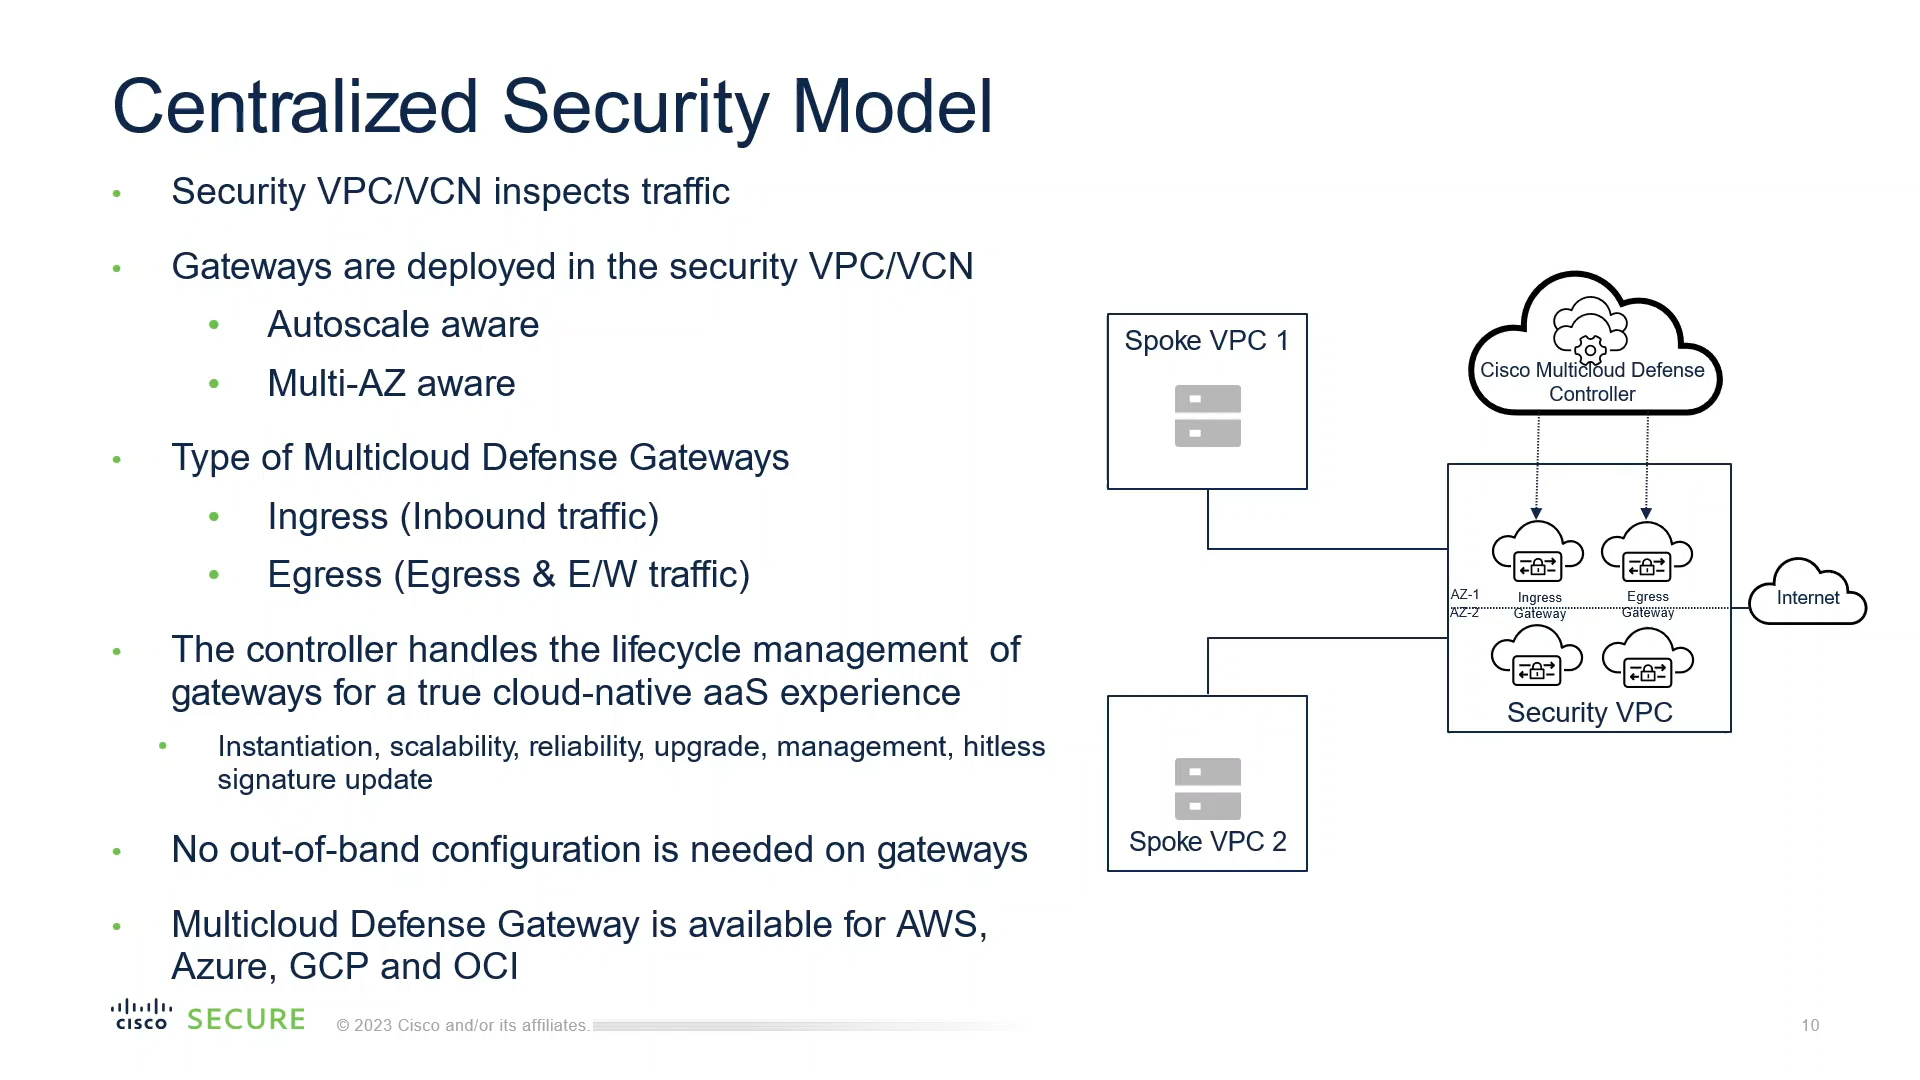 Centralized Security Model
• Security VPC/VCN inspects traffic
• Gateways are deployed in the security VPC/VCN
• Autoscale aware
• Multi-AZ aware
• Type of Multicloud Defense Gateways
• Ingress (Inbound traffic)
• Egress (Egress & E/W traffic)
• The controller handles the lifecycle management of
gateways for a true cloud-native aaS experience
• Instantiation, scalability, reliability, upgrade, management, hitless
signature update
• No out-of-band configuration is needed on gateways
• Multicloud Defense Gateway is available for AWS,
Azure, GCP and OCI
Spoke VPC 1
Cisco Multicloud Defense
Controller
AZ-1
AZ-2
Ingress
Gateway
Egress
Gateway
Internet
Security VPC
Spoke VPC 2
CISCO SECURE
© 2023 Cisco and/or its affiliates.
10